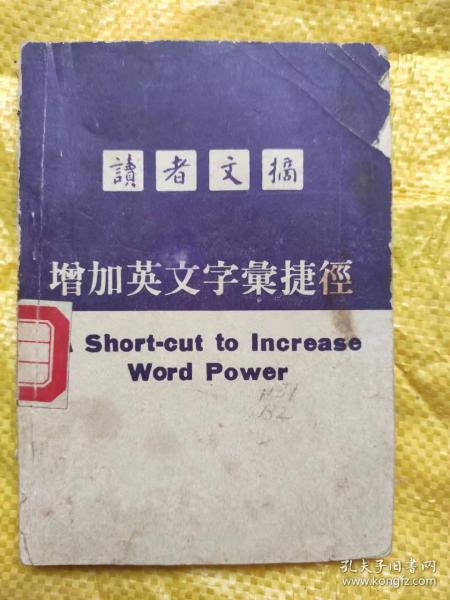 讀者文摘
增加英文字彙捷徑
A Short-cut to Increase
Word Power
孔夫子旧书网
www.kongfz.com